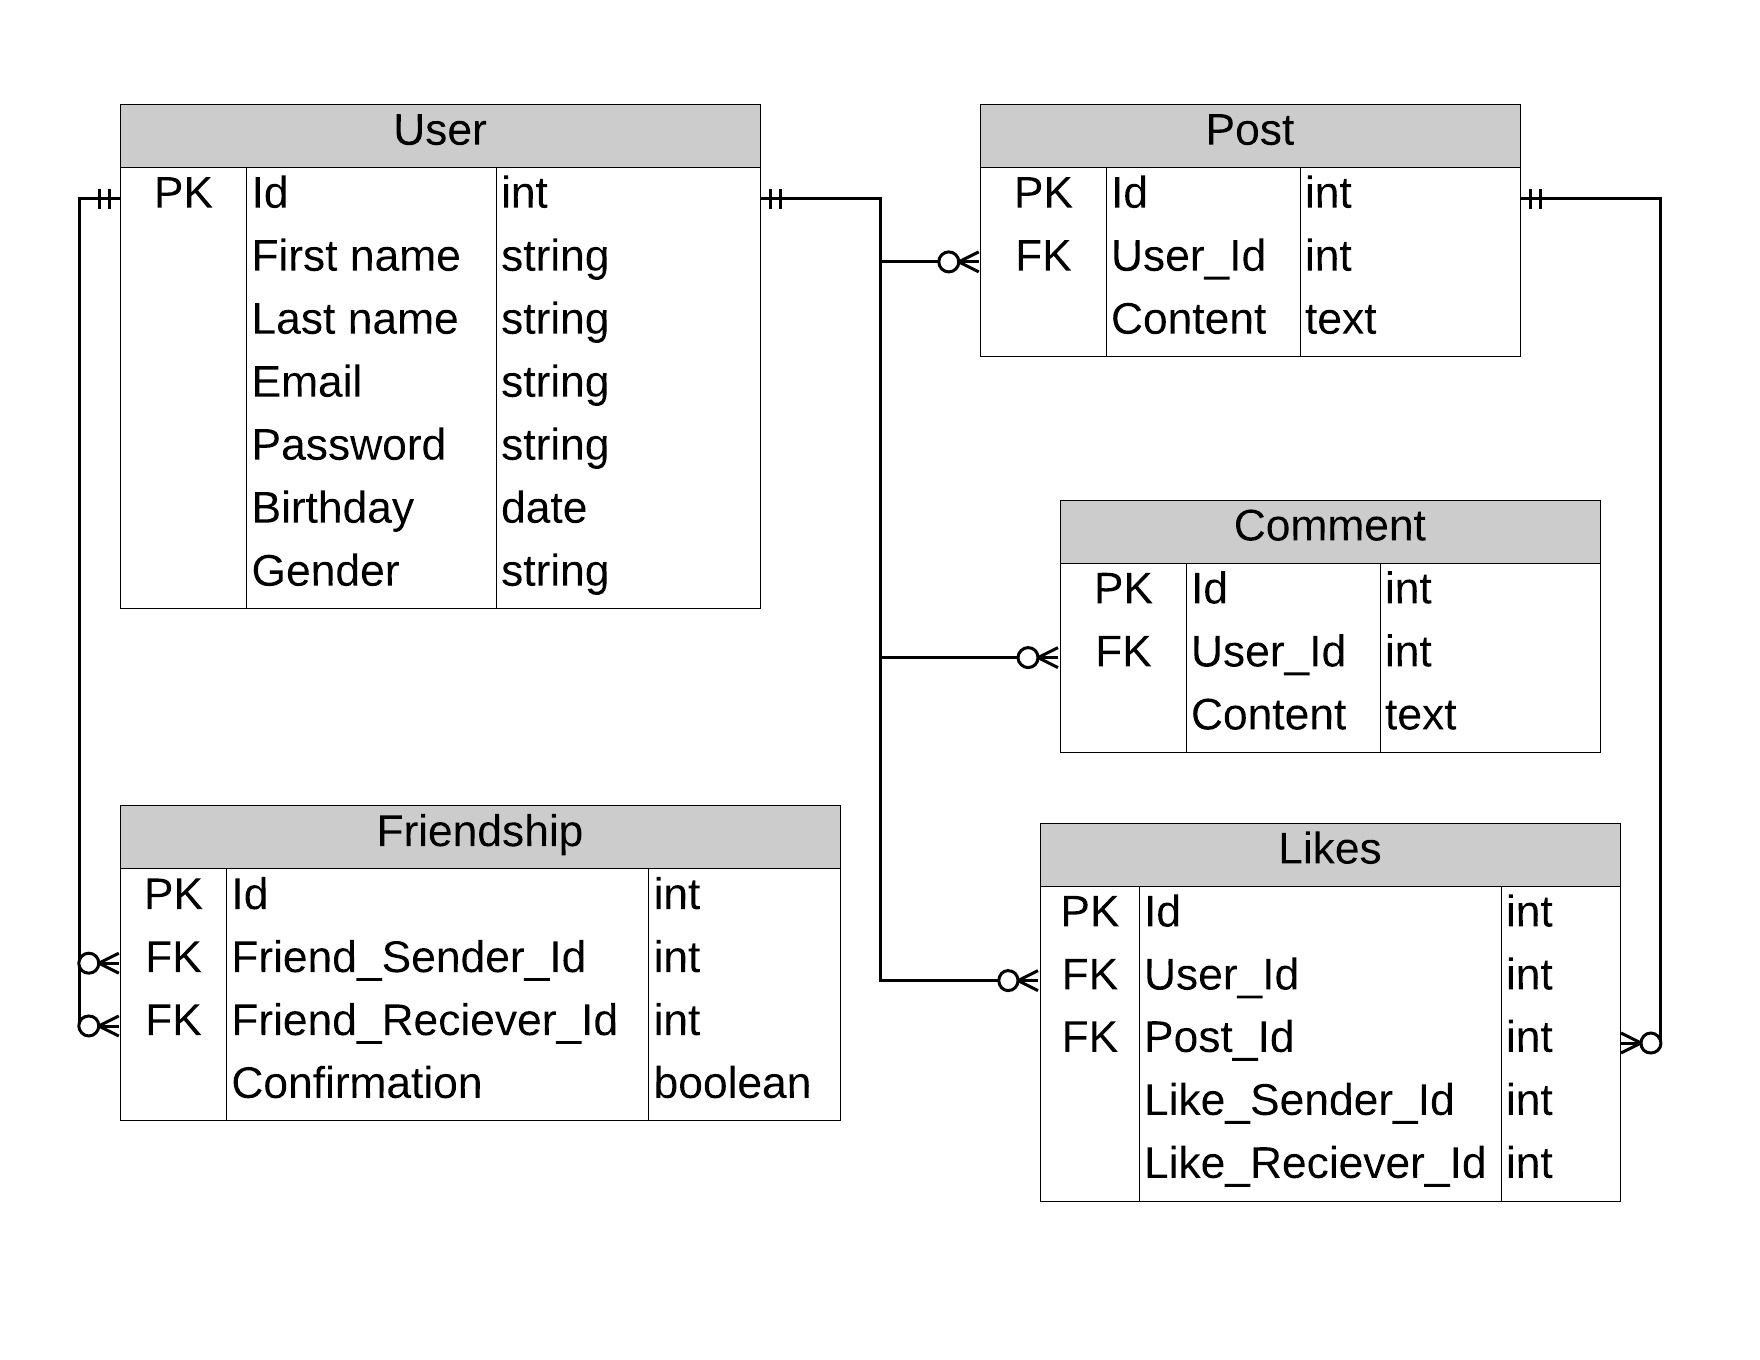 User
PK Id int
First name string
Last name string
Email string
Password string
Birthday date
Gender string
Post
PK Id int
FK User_Id int
Content text
Comment
PK Id int
FK User_Id int
Content text
Friendship
PK Id int
FK Friend_Sender_Id int
FK Friend_Reciever_Id int
Confirmation boolean
Likes
PK Id int
FK User_Id int
FK Post_Id int
Like_Sender_Id int
Like_Reciever_Id int